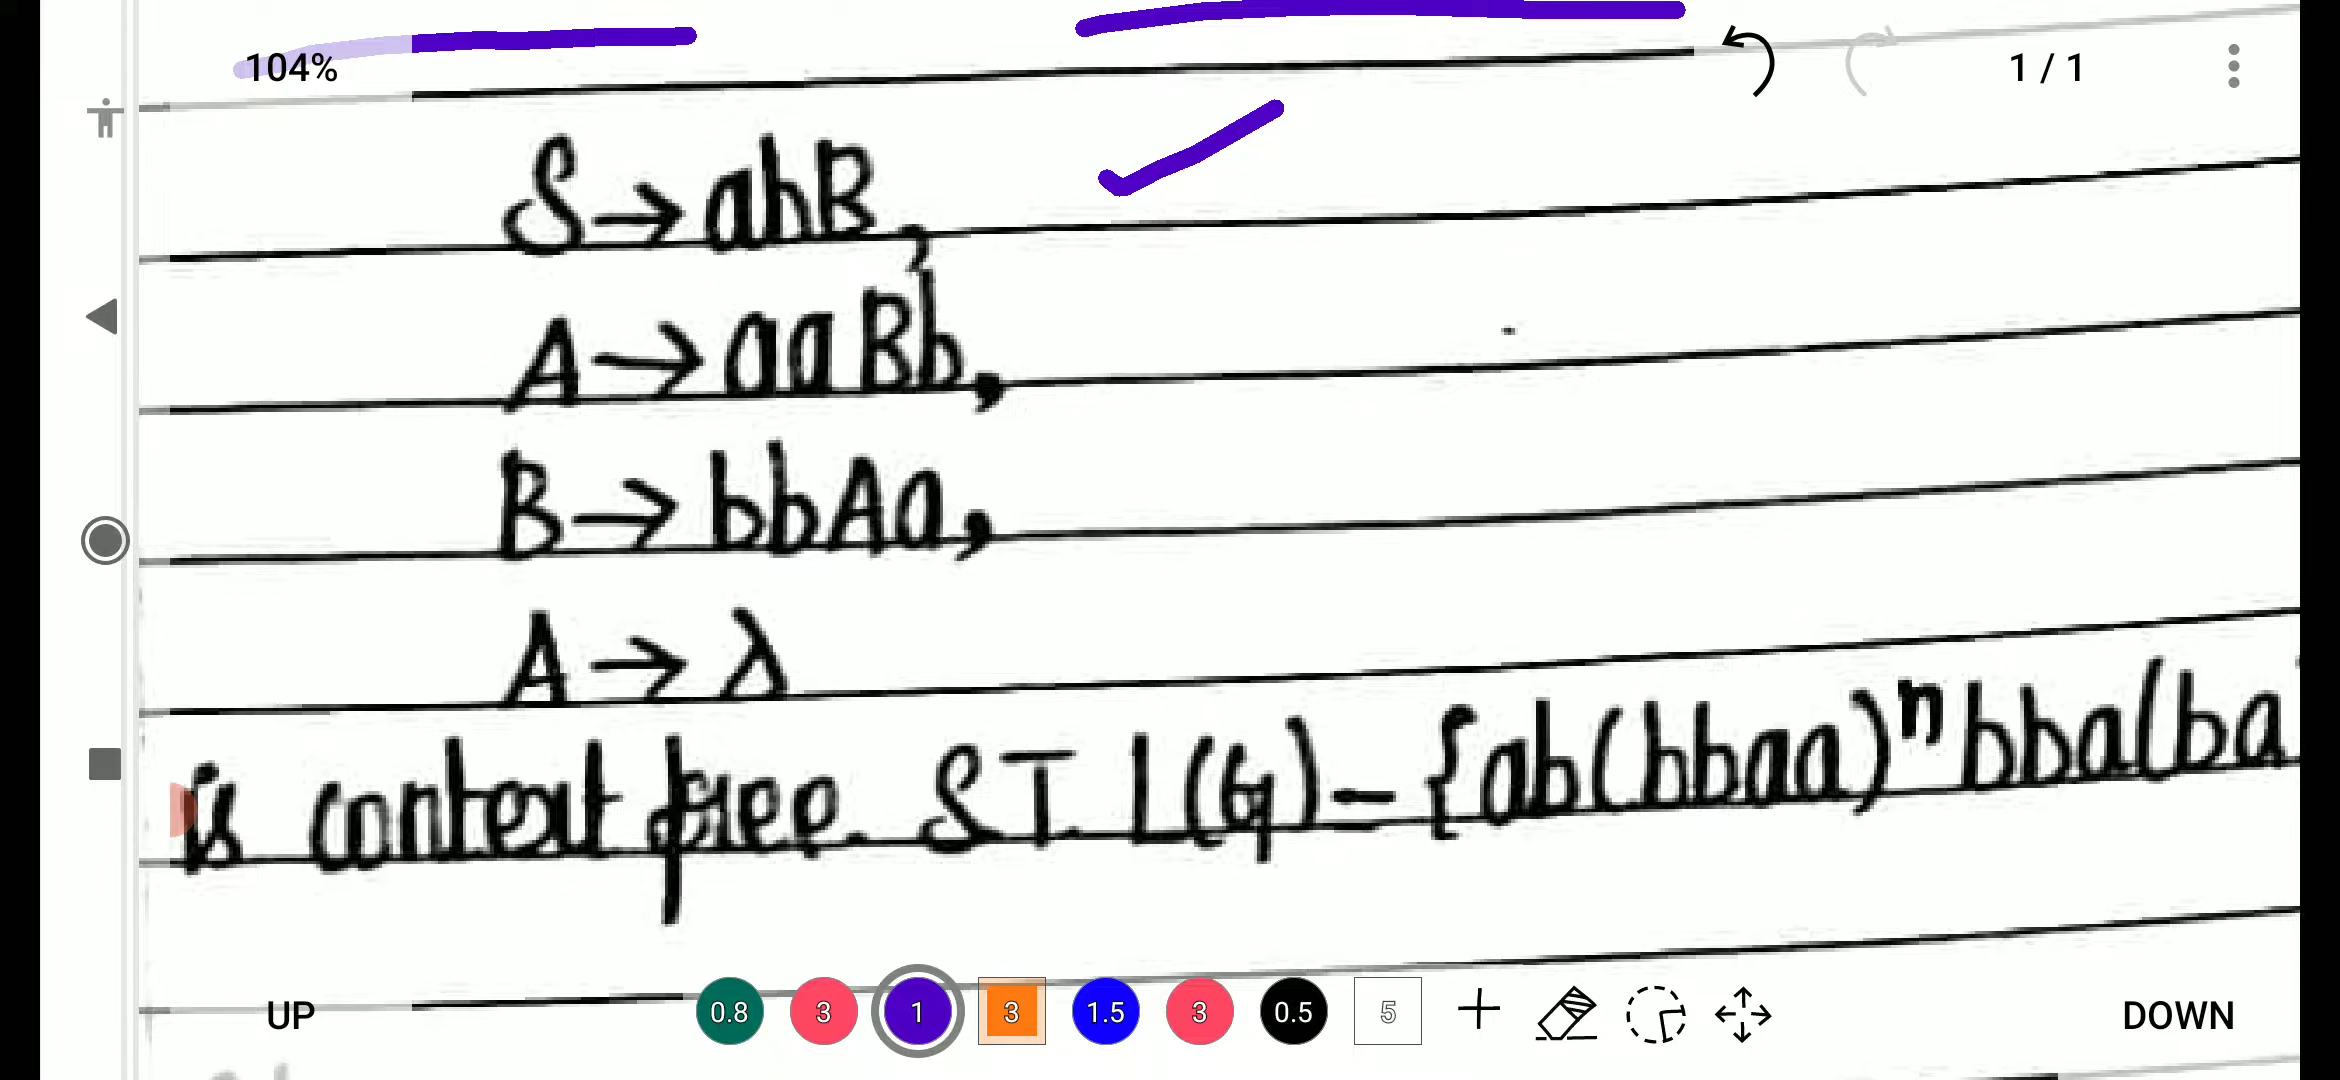 104%
1 / 1
S → abB,
A → aaBb,
B → bbAa,
A → λ
is context free. S.T. L(G) = {ab(bbaa)ⁿ bba(ba
UP
0.8 3 1 3 1.5 3 0.5 5
DOWN